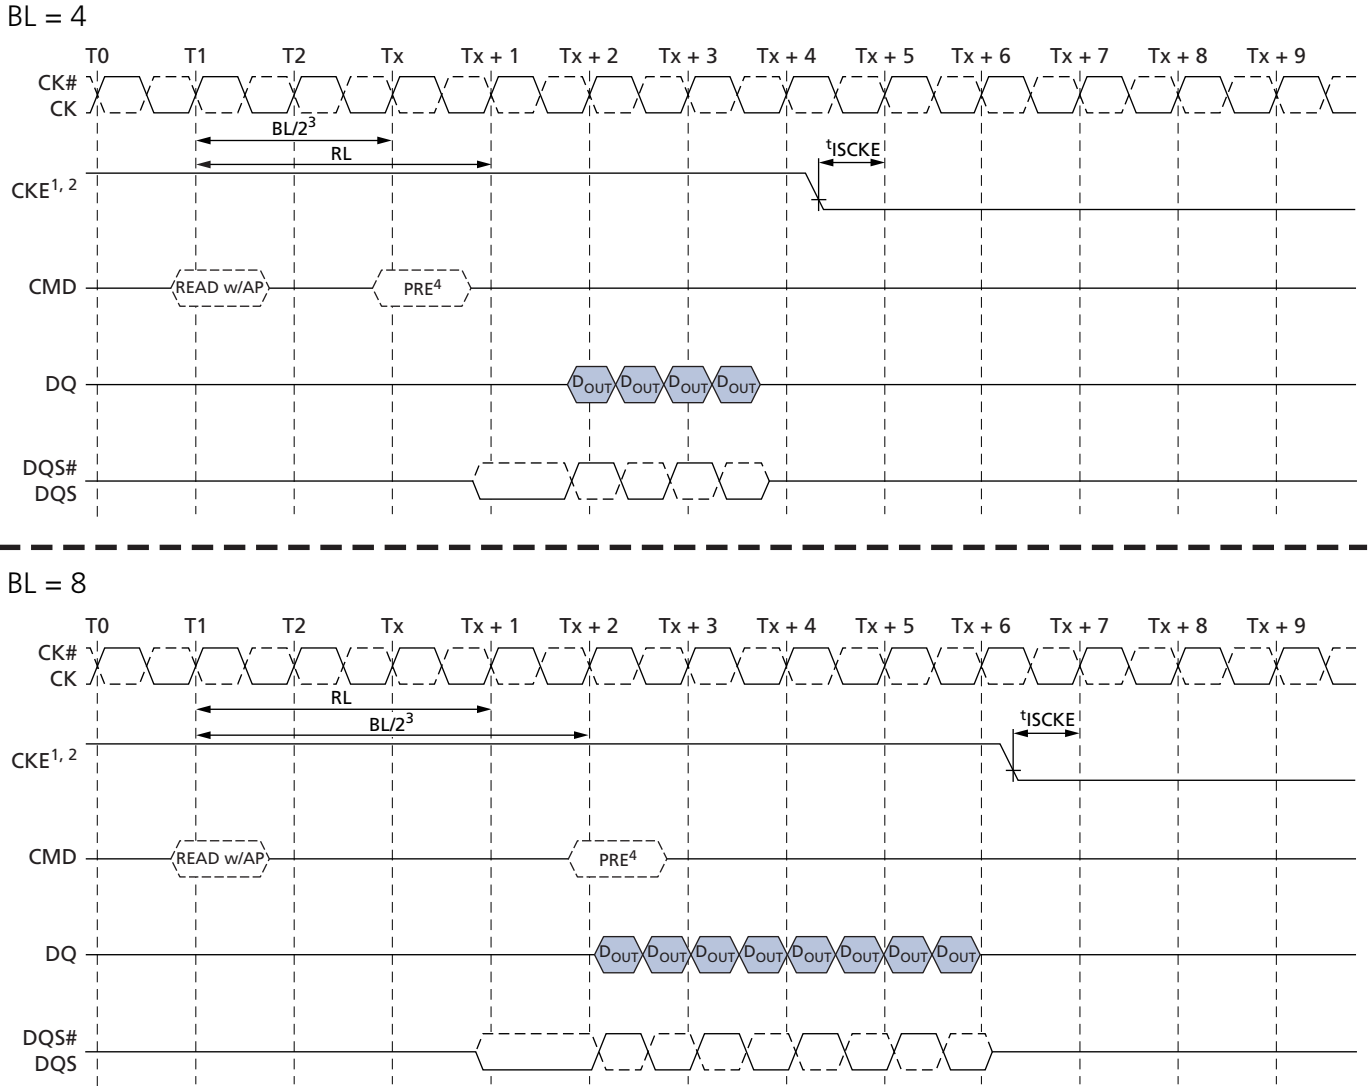 BL = 4
T0 T1 T2 Tx Tx + 1 Tx + 2 Tx + 3 Tx + 4 Tx + 5 Tx + 6 Tx + 7 Tx + 8 Tx + 9
CK#
CK
BL/2³
RL
tISCKE
CKE1, 2
CMD READ w/AP PRE⁴
DQ DOUT DOUT DOUT DOUT
DQS#
DQS
BL = 8
T0 T1 T2 Tx Tx + 1 Tx + 2 Tx + 3 Tx + 4 Tx + 5 Tx + 6 Tx + 7 Tx + 8 Tx + 9
CK#
CK
RL
BL/2³
tISCKE
CKE1, 2
CMD READ w/AP PRE⁴
DQ DOUT DOUT DOUT DOUT DOUT DOUT DOUT DOUT
DQS#
DQS